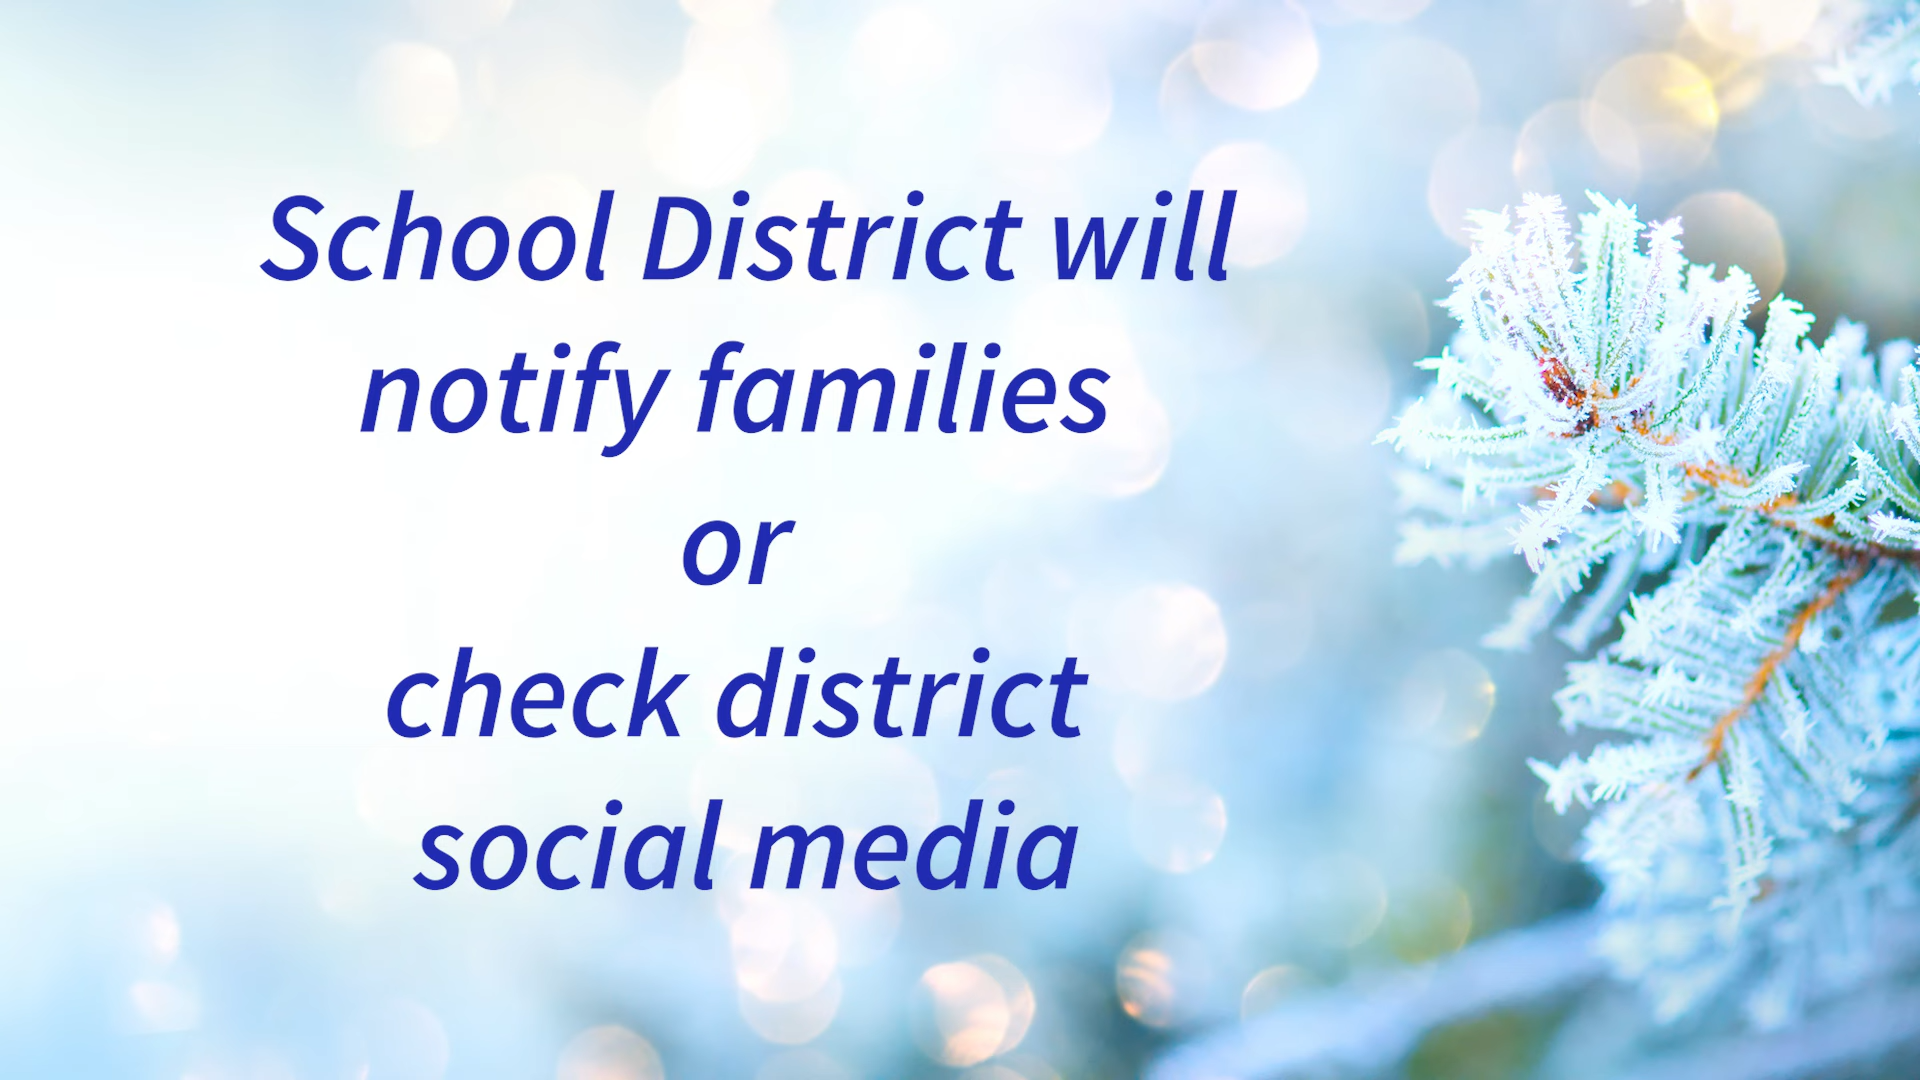 School District will
notify families
or
check district
social media